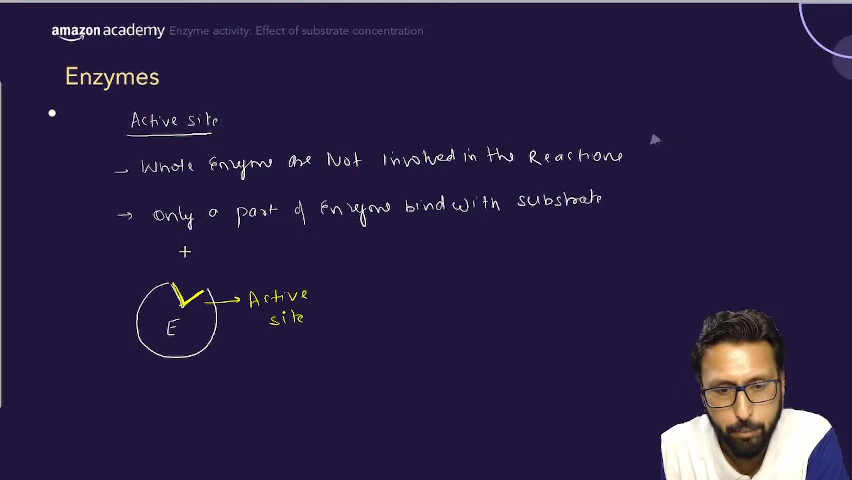 amazon academy Enzyme activity: Effect of substrate concentration
Enzymes
Active site
Whole Enzyme are Not involved in the Reactions
→ Only a part of Enzyme bind with substrate
+
E → Active
site